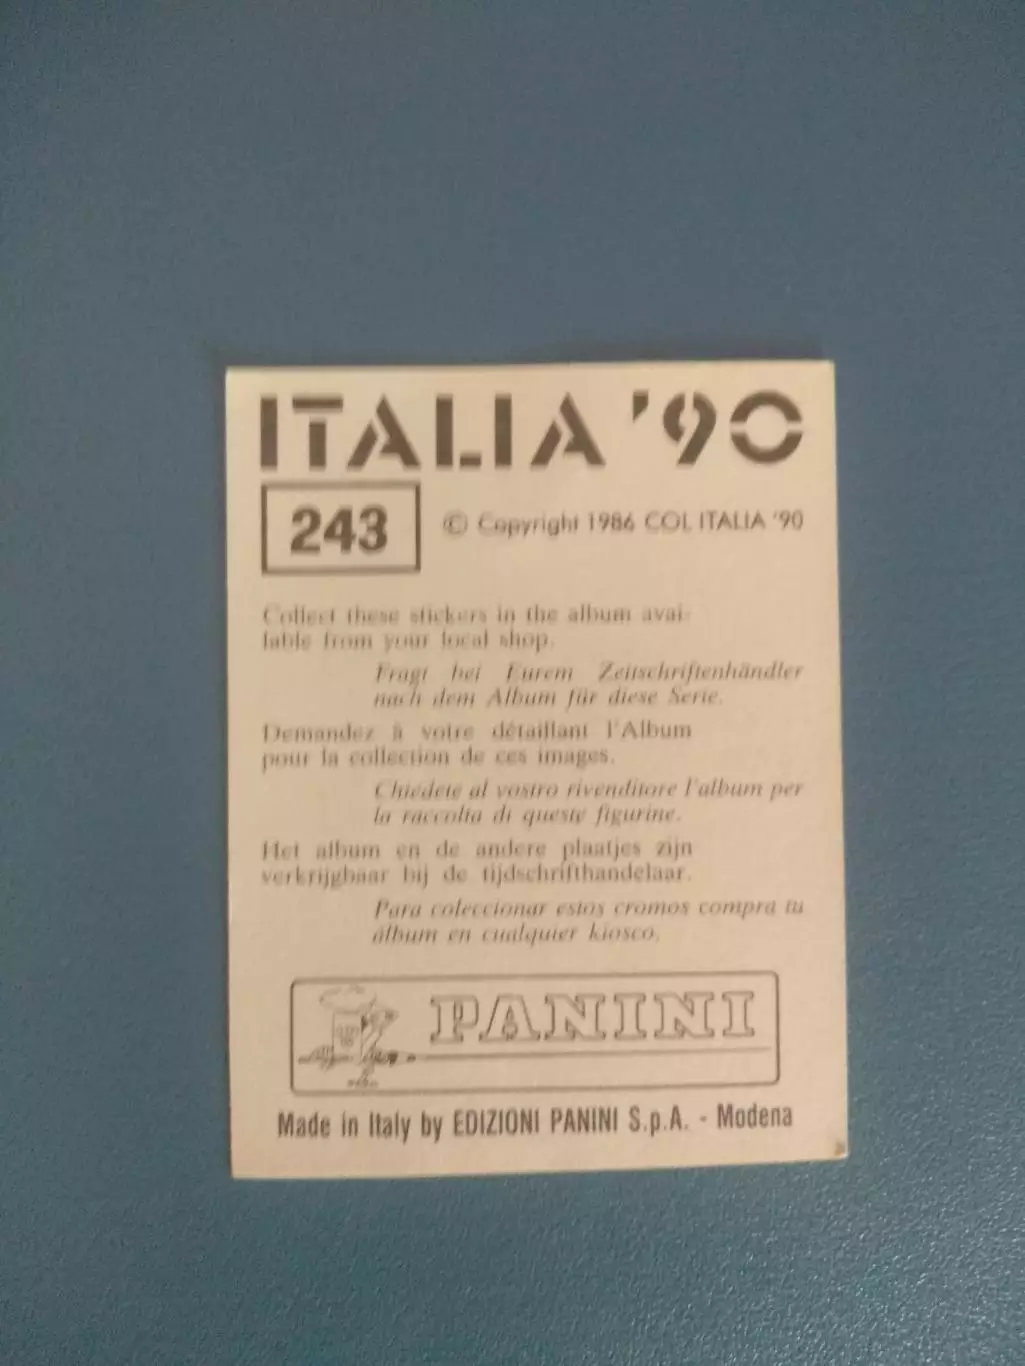 ITALIA '90
243
© Copyright 1986 COL ITALIA '90
Collect these stickers in the album avai-
lable from your local shop.
Fragt bei Eurem Zeitschriftenhändler
nach dem Album für diese Serie.
Demandez à votre détaillant l'Album
pour la collection de ces images.
Chiedete al vostro rivenditore l'album per
la raccolta di queste figurine.
Het album en de andere plaatjes zijn
verkrijgbaar bij de tijdschrifthandelaar.
Para coleccionar estos cromos compra tu
álbum en cualquier kiosco.
PANINI
Made in Italy by EDIZIONI PANINI S.p.A. - Modena